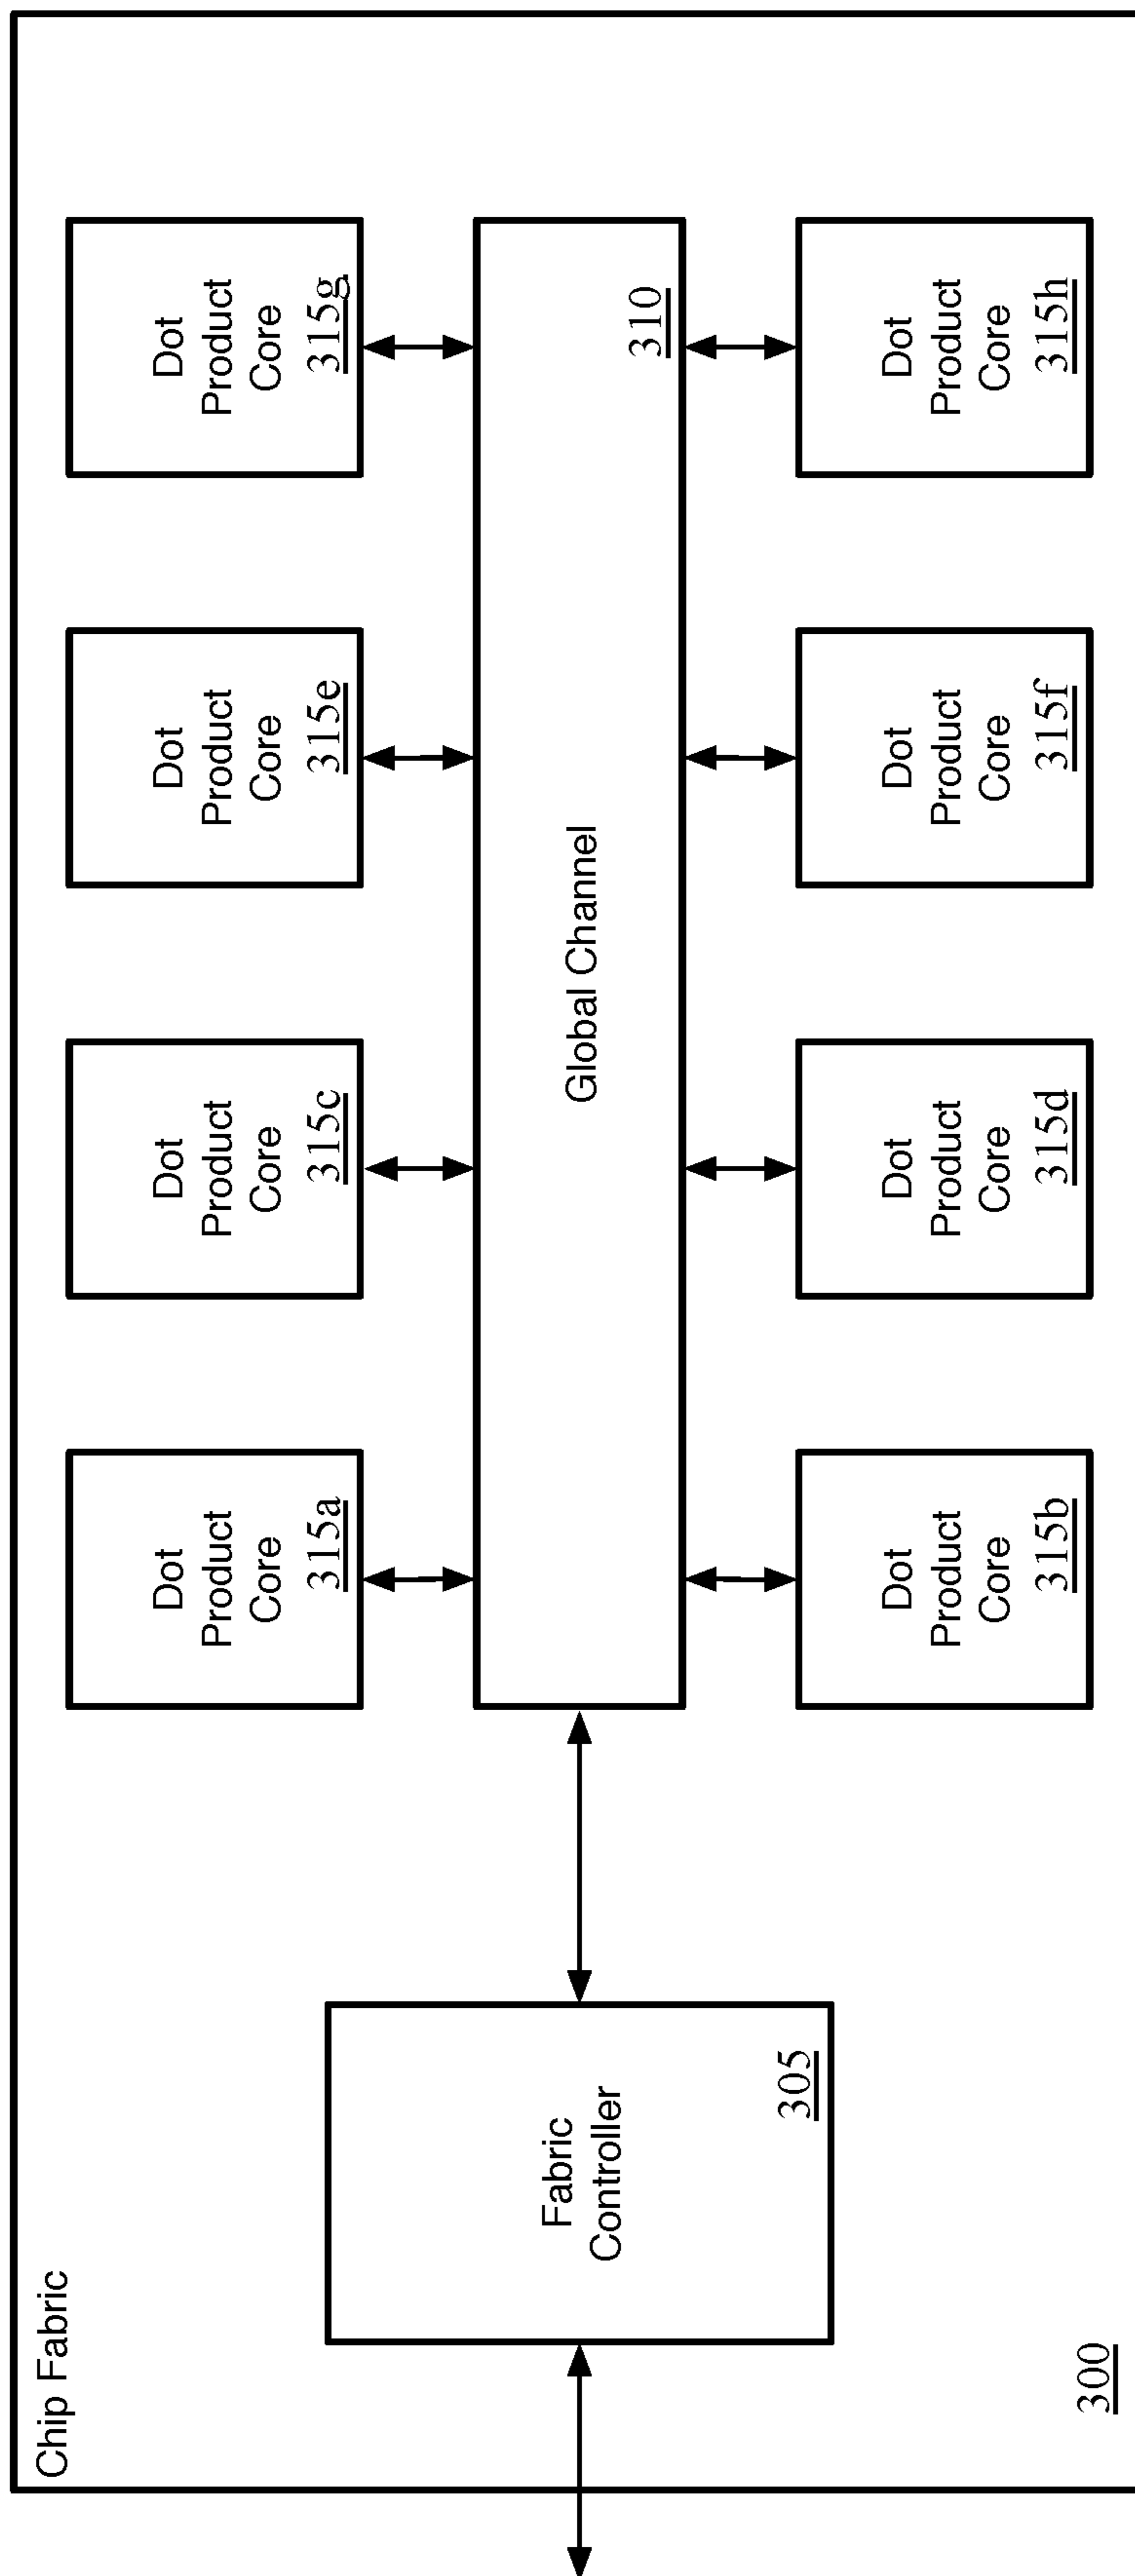 Chip Fabric
Dot
Product
Core
315a
Dot
Product
Core
315c
Dot
Product
Core
315e
Dot
Product
Core
315g
Fabric
Controller
305
Global Channel
310
Dot
Product
Core
315b
Dot
Product
Core
315d
Dot
Product
Core
315f
Dot
Product
Core
315h
300